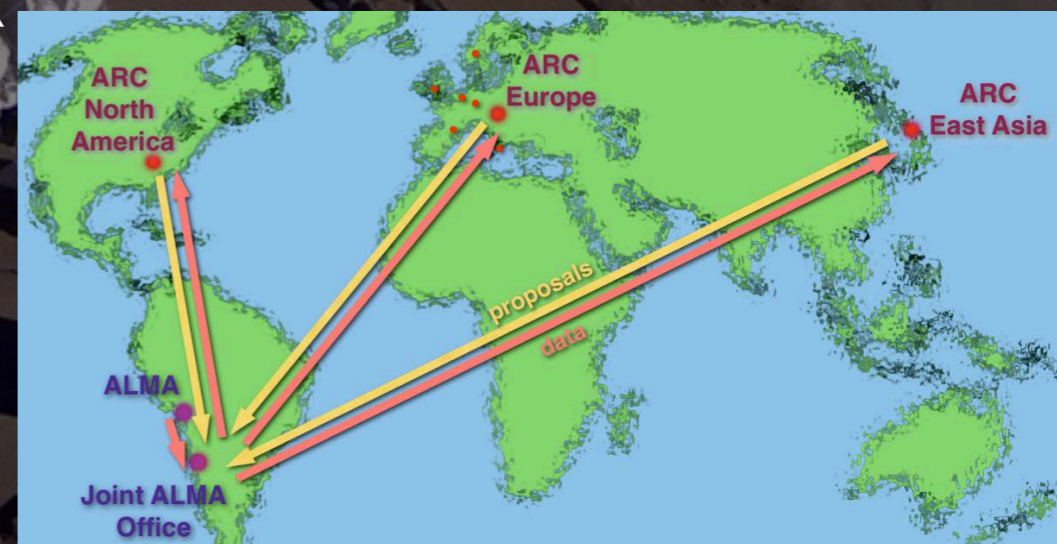 ARC
North
America
ARC
Europe
ARC
East Asia
proposals
data
ALMA
Joint ALMA
Office